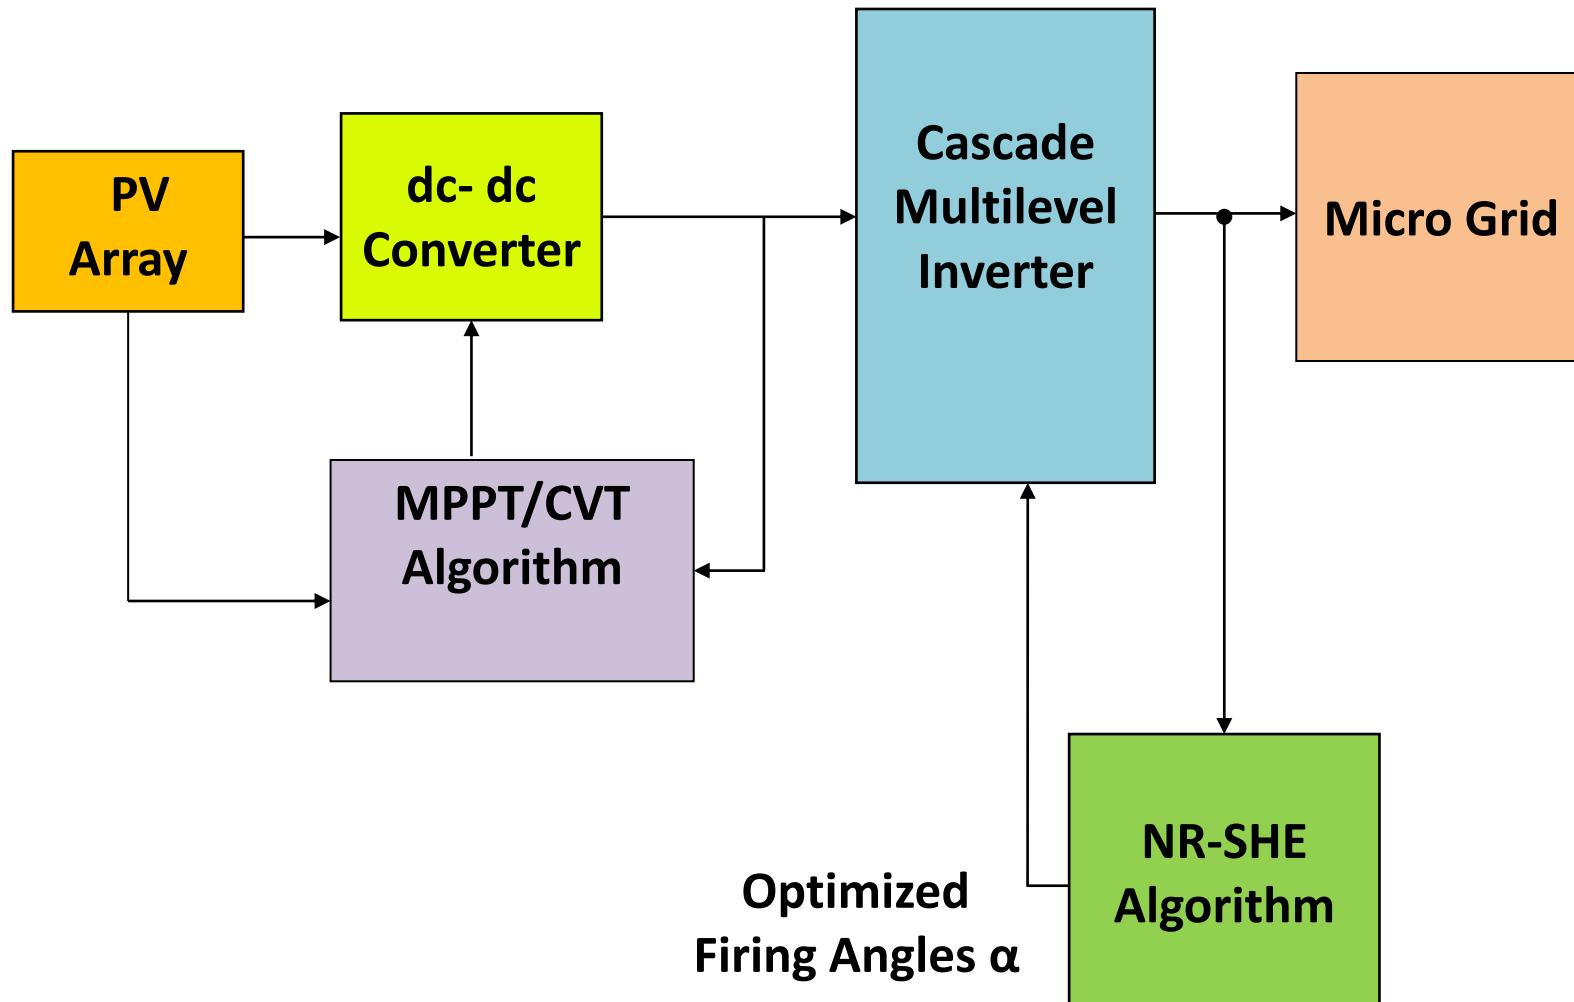 PV
Array
dc- dc
Converter
Cascade
Multilevel
Inverter
Micro Grid
MPPT/CVT
Algorithm
NR-SHE
Algorithm
Optimized
Firing Angles α